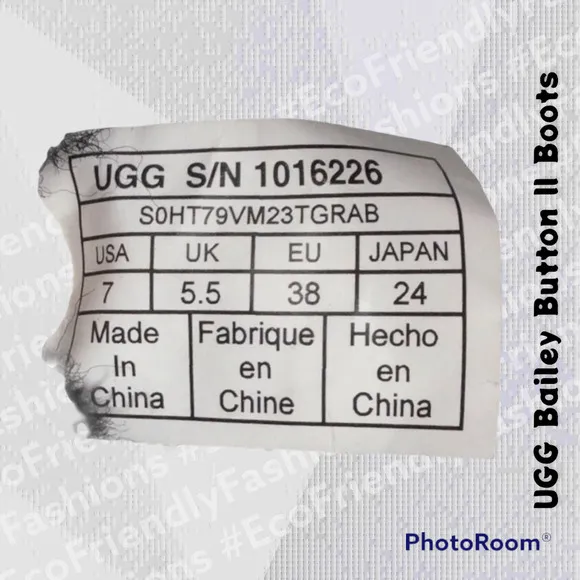 UGG S/N 1016226
S0HT79VM23TGRAB
USA UK EU JAPAN
7 5.5 38 24
Made Fabrique Hecho
In en en
China Chine China
UGG Bailey Button II Boots
PhotoRoom®
#EcoFriendlyFashions